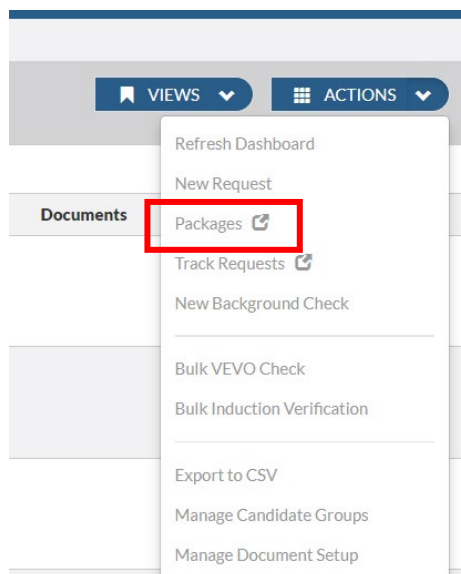 VIEWS
ACTIONS
Refresh Dashboard
New Request
Documents
Packages
Track Requests
New Background Check
Bulk VEVO Check
Bulk Induction Verification
Export to CSV
Manage Candidate Groups
Manage Document Setup